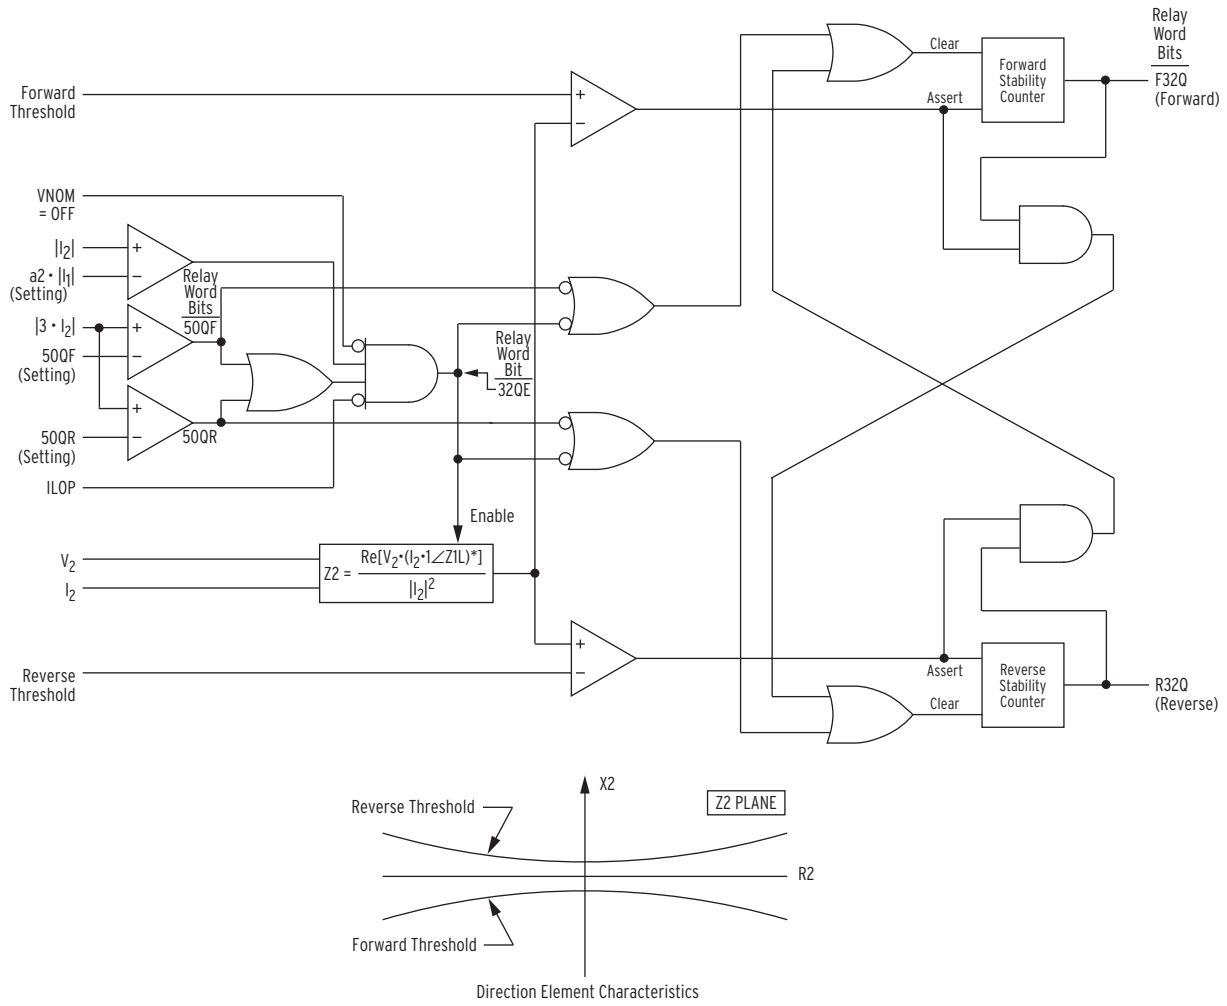 Relay
Word
Bits
F32Q
(Forward)
Clear
Forward
Stability
Counter
Assert
Forward
Threshold
+
−
VNOM
= OFF
|I2|
a2 • |I1|
(Setting)
+
−
Relay
Word
Bits
50QF
|3 • I2|
50QF
(Setting)
+
−
Relay
Word
Bit
32QE
+
−
50QR
50QR
(Setting)
ILOP
Enable
V2
I2
Z2 = Re[V2•(I2•1∠Z1L)*]
|I2|²
+
−
Reverse
Threshold
Assert
Clear
Reverse
Stability
Counter
R32Q
(Reverse)
X2
Z2 PLANE
Reverse Threshold
R2
Forward Threshold
Direction Element Characteristics